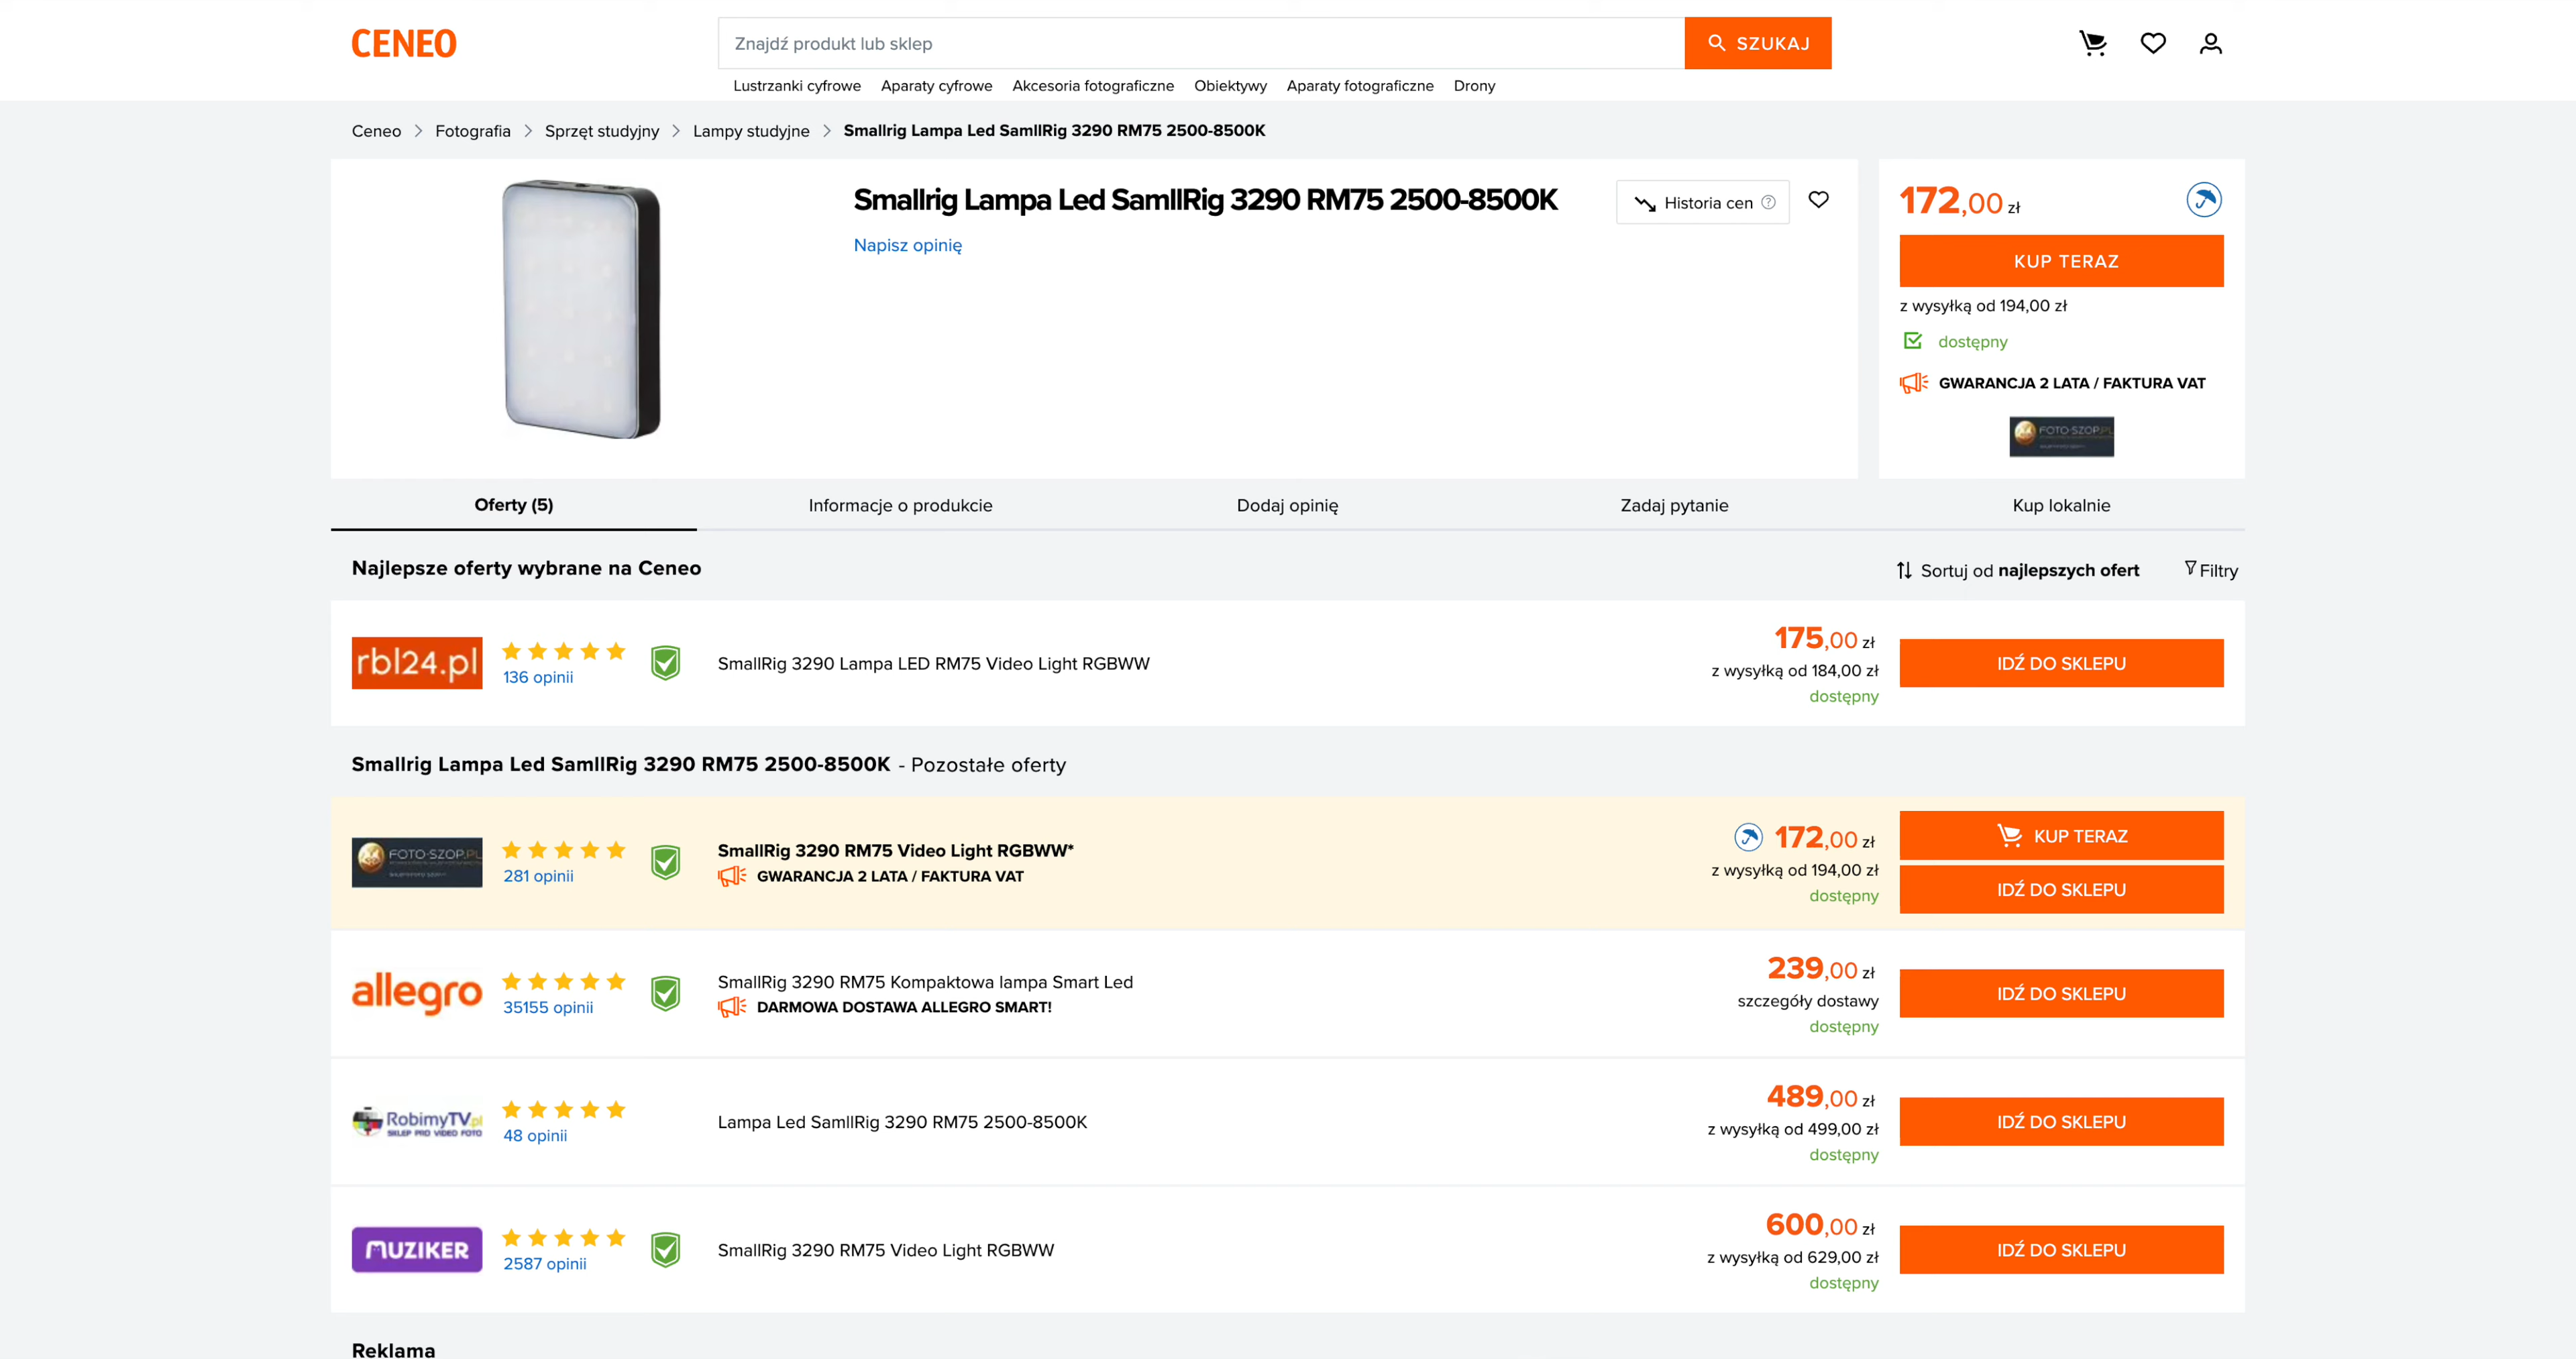 CENEO
Znajdź produkt lub sklep
SZUKAJ
Lustrzanki cyfrowe Aparaty cyfrowe Akcesoria fotograficzne Obiektywy Aparaty fotograficzne Drony
Ceneo > Fotografia > Sprzęt studyjny > Lampy studyjne > Smallrig Lampa Led SamllRig 3290 RM75 2500-8500K
Smallrig Lampa Led SamllRig 3290 RM75 2500-8500K
Historia cen ?
Napisz opinię
172,00 zł
KUP TERAZ
z wysyłką od 194,00 zł
dostępny
GWARANCJA 2 LATA / FAKTURA VAT
FOTO-SZOP.PL
Oferty (5) Informacje o produkcie Dodaj opinię Zadaj pytanie Kup lokalnie
Najlepsze oferty wybrane na Ceneo
Sortuj od najlepszych ofert
Filtry
rbl24.pl
136 opinii
SmallRig 3290 Lampa LED RM75 Video Light RGBWW
175,00 zł
z wysyłką od 184,00 zł
dostępny
IDŹ DO SKLEPU
Smallrig Lampa Led SamllRig 3290 RM75 2500-8500K - Pozostałe oferty
FOTO-SZOP.PL
281 opinii
SmallRig 3290 RM75 Video Light RGBWW*
GWARANCJA 2 LATA / FAKTURA VAT
172,00 zł
z wysyłką od 194,00 zł
dostępny
KUP TERAZ
IDŹ DO SKLEPU
allegro
35155 opinii
SmallRig 3290 RM75 Kompaktowa lampa Smart Led
DARMOWA DOSTAWA ALLEGRO SMART!
239,00 zł
szczegóły dostawy
dostępny
IDŹ DO SKLEPU
RobimyTV.pl
SKLEP PRO VIDEO FOTO
48 opinii
Lampa Led SamllRig 3290 RM75 2500-8500K
489,00 zł
z wysyłką od 499,00 zł
dostępny
IDŹ DO SKLEPU
MUZIKER
2587 opinii
SmallRig 3290 RM75 Video Light RGBWW
600,00 zł
z wysyłką od 629,00 zł
dostępny
IDŹ DO SKLEPU
Reklama